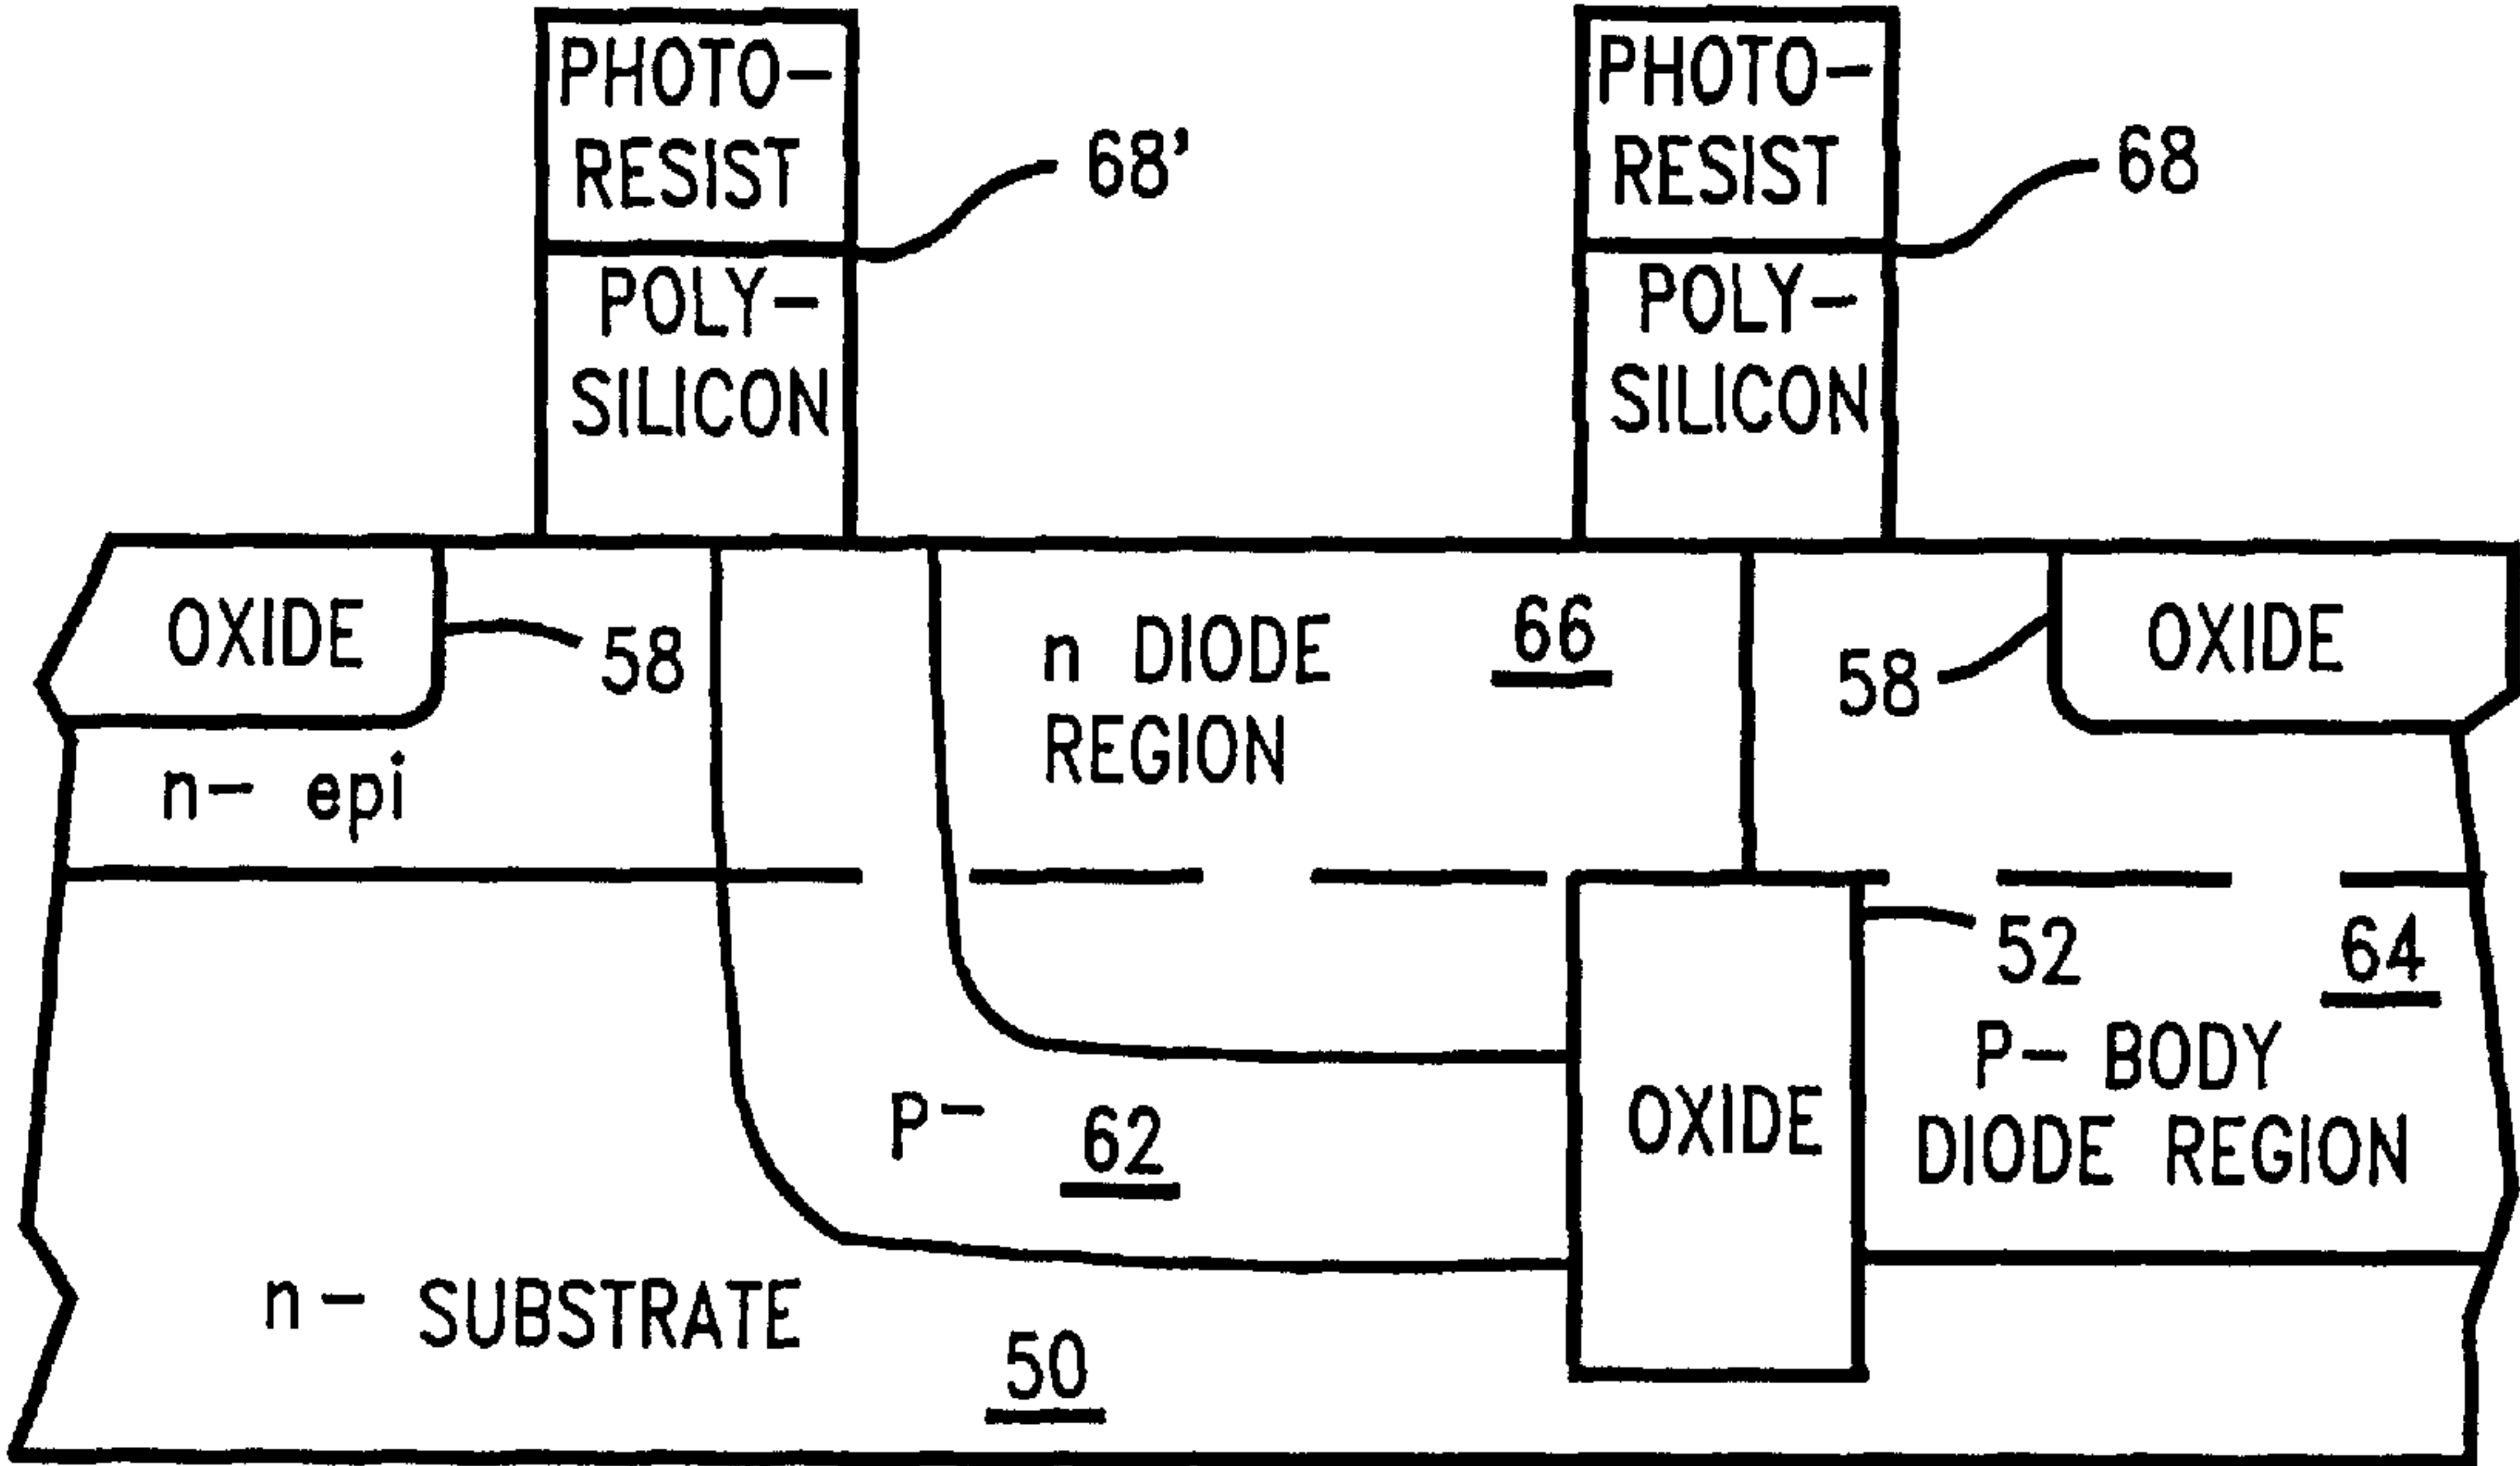 PHOTO-
RESIST
68'
POLY-
SILICON
PHOTO-
RESIST
68
POLY-
SILICON
OXIDE
58
n DIODE
REGION
66
58
OXIDE
n- epi
52
64
P- BODY
DIODE REGION
P-
62
OXIDE
n- SUBSTRATE
50